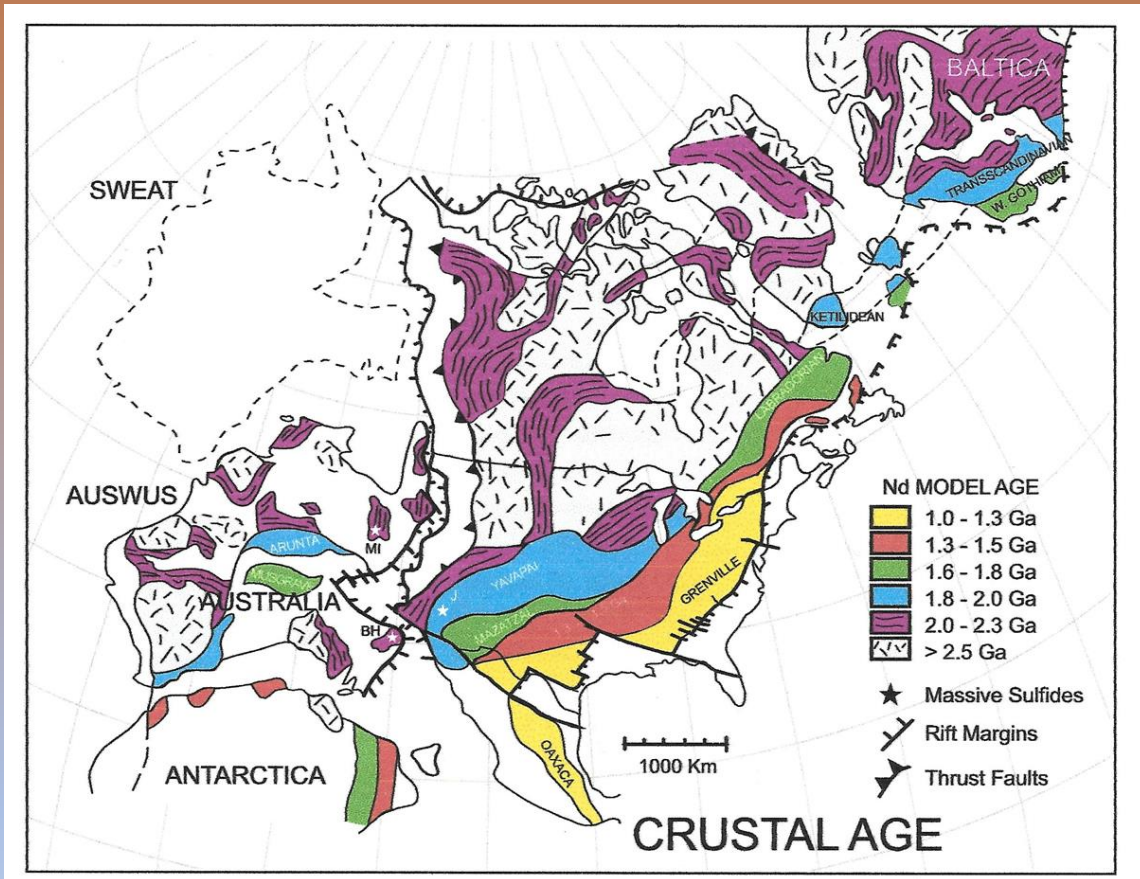 BALTICA
TRANSSCANDINAVIAN
W. GOTHIAM
SWEAT
KETILIDEAN
LABRADORIAN
AUSWUS
ARUNTA
MI
MUSGRAV
AUSTRALIA
BH
J
YAVAPAI
MAZATZAL
GRENVILLE
Nd MODEL AGE
1.0 - 1.3 Ga
1.3 - 1.5 Ga
1.6 - 1.8 Ga
1.8 - 2.0 Ga
2.0 - 2.3 Ga
> 2.5 Ga
Massive Sulfides
Rift Margins
Thrust Faults
ANTARCTICA
OAXACA
1000 Km
CRUSTAL AGE